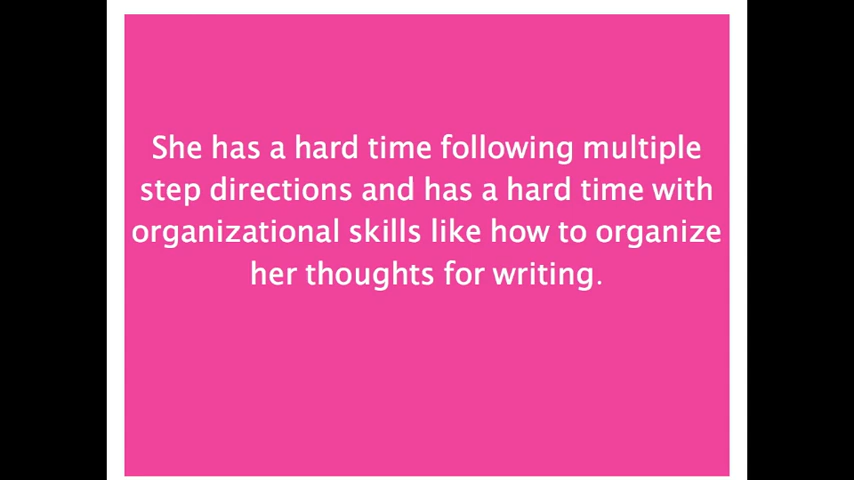 She has a hard time following multiple
step directions and has a hard time with
organizational skills like how to organize
her thoughts for writing.